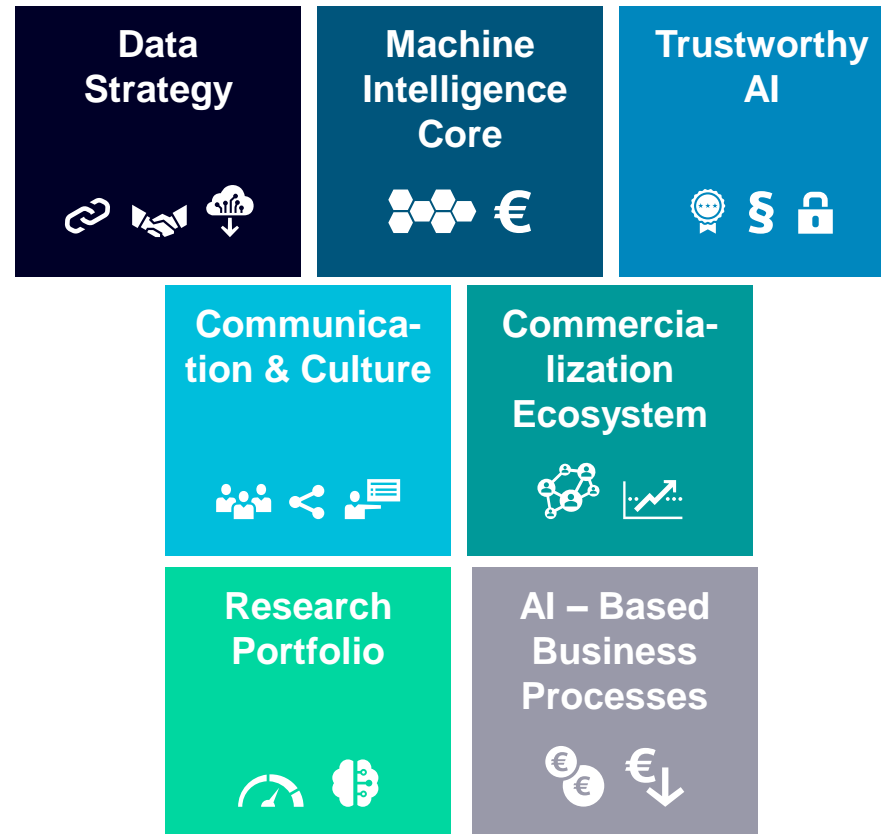 Data
Strategy
Machine
Intelligence
Core
€
Trustworthy
AI
§
Communica-
tion & Culture
Commercia-
lization
Ecosystem
Research
Portfolio
AI – Based
Business
Processes
€
€
€